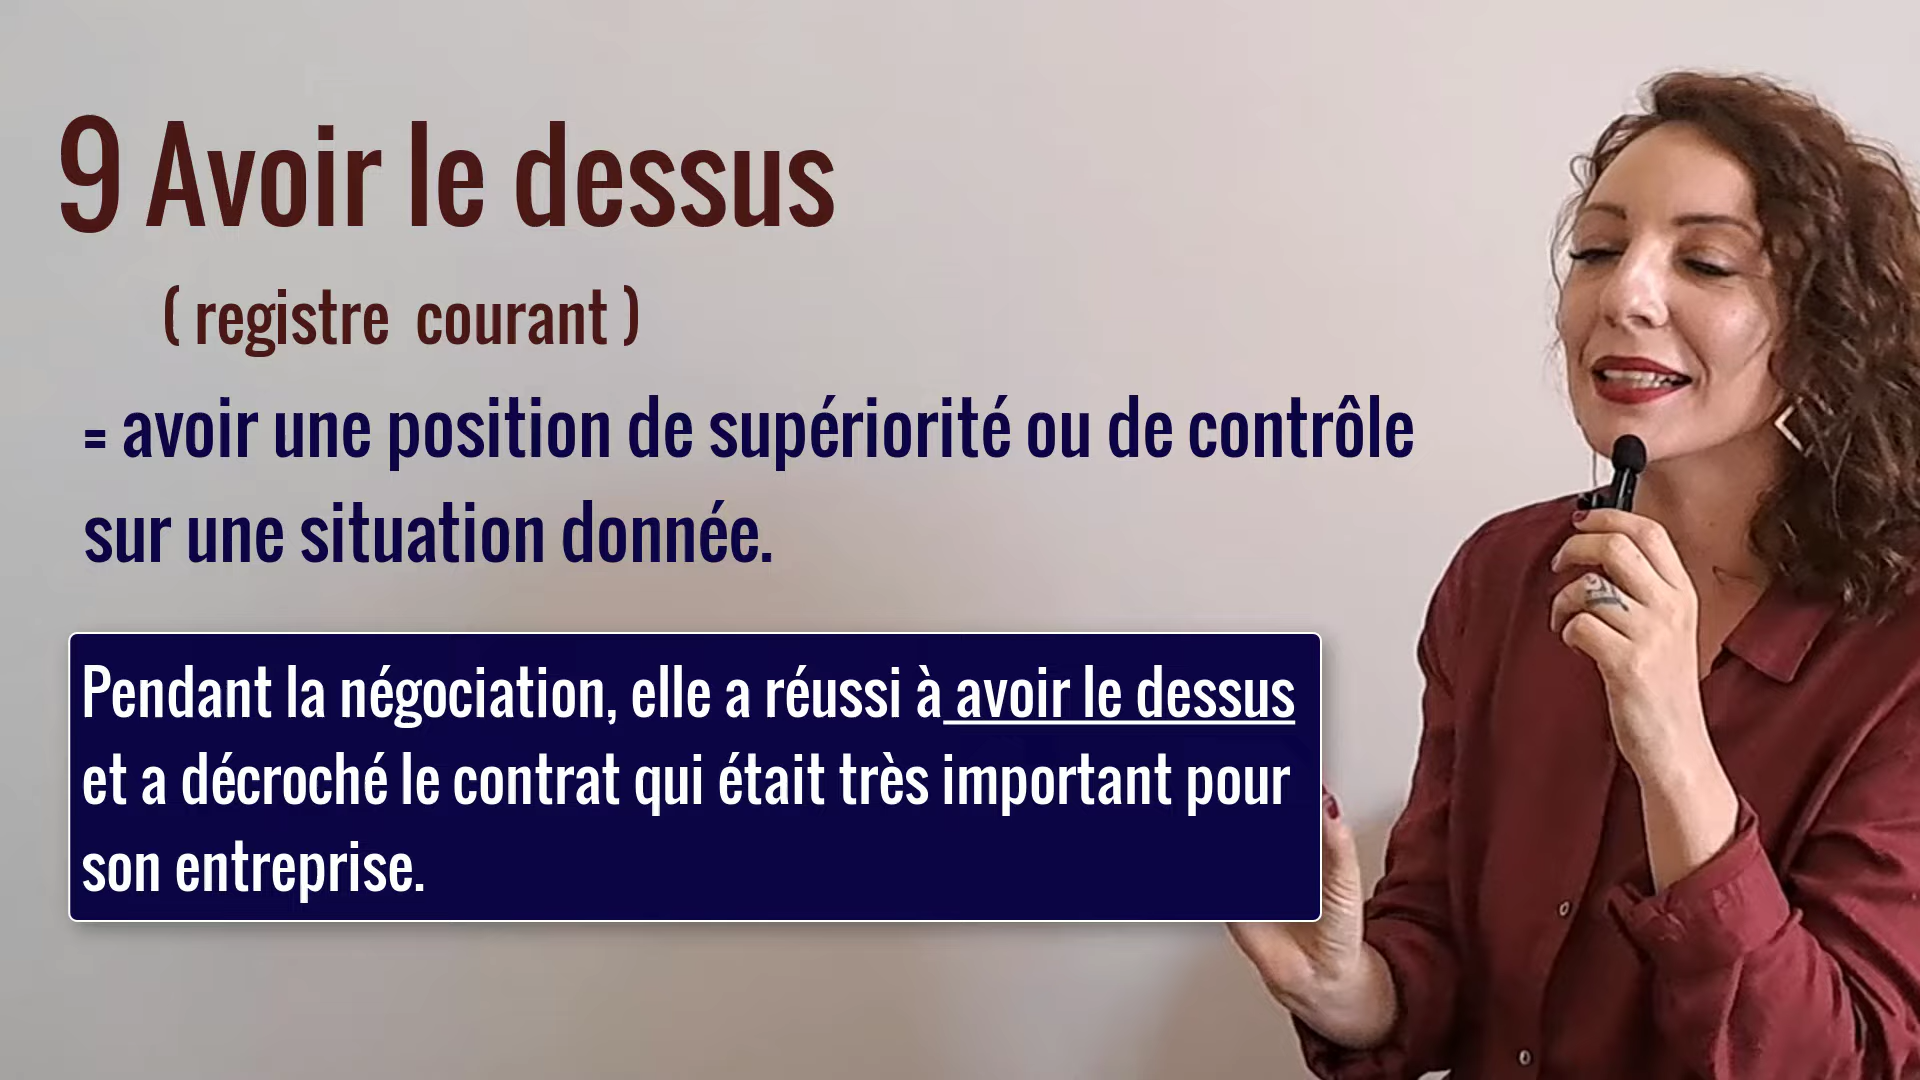 9 Avoir le dessus
( registre courant )
= avoir une position de supériorité ou de contrôle
sur une situation donnée.
Pendant la négociation, elle a réussi à avoir le dessus
et a décroché le contrat qui était très important pour
son entreprise.